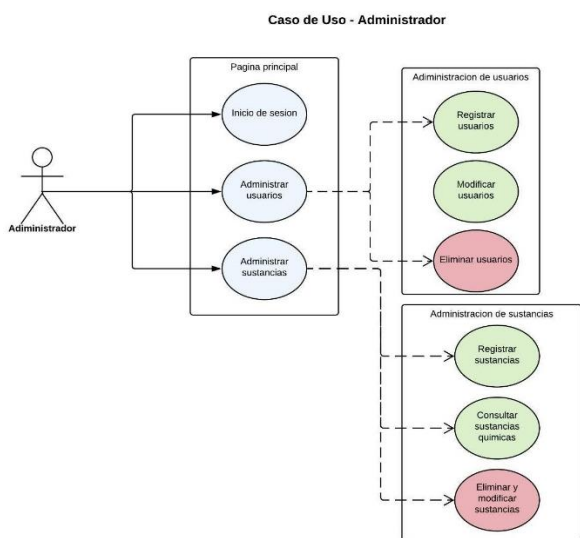 Caso de Uso - Administrador
Pagina principal
Inicio de sesion
Administrar
usuarios
Administrar
sustancias
Adiministrador
Adiministracion de usuarios
Registrar
usuarios
Modificar
usuarios
Eliminar usuarios
Administracion de sustancias
Registrar
sustancias
Consultar
sustancias
quimicas
Eliminar y
modificar
sustancias